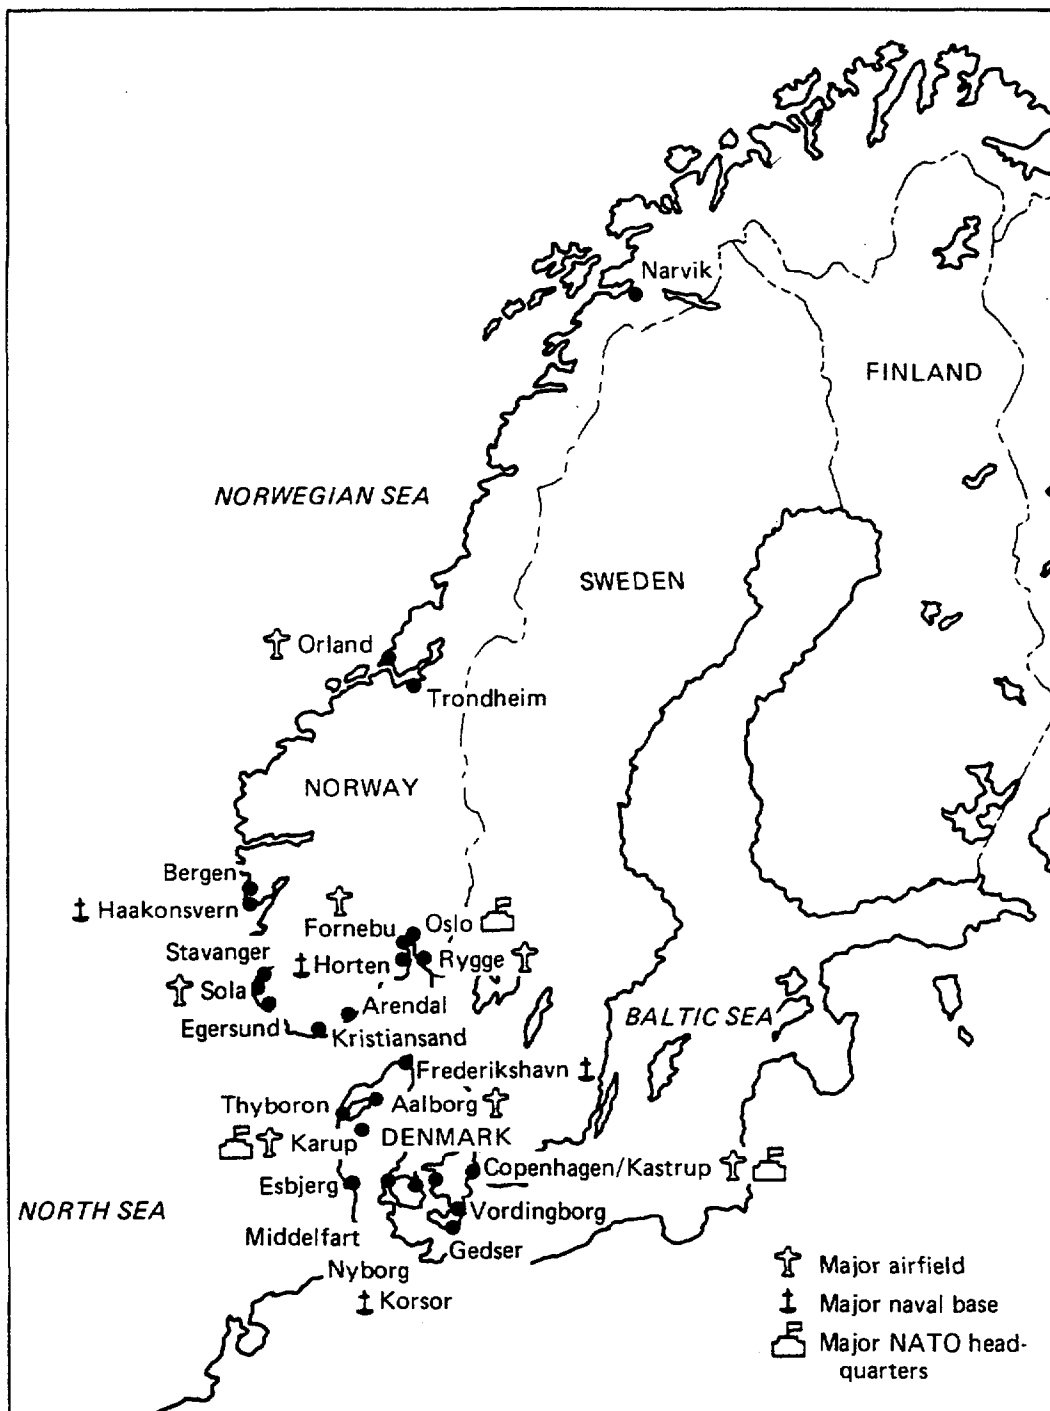 Narvik
FINLAND
NORWEGIAN SEA
SWEDEN
Orland
Trondheim
NORWAY
Bergen
Haakonsvern
Fornebu
Oslo
Stavanger
Horten
Rygge
Sola
Arendal
Egersund
Kristiansand
BALTIC SEA
Frederikshavn
Thyboron
Aalborg
Karup
DENMARK
Esbjerg
Copenhagen/Kastrup
NORTH SEA
Middelfart
Vordingborg
Gedser
Nyborg
Korsor
Major airfield
Major naval base
Major NATO head-
quarters